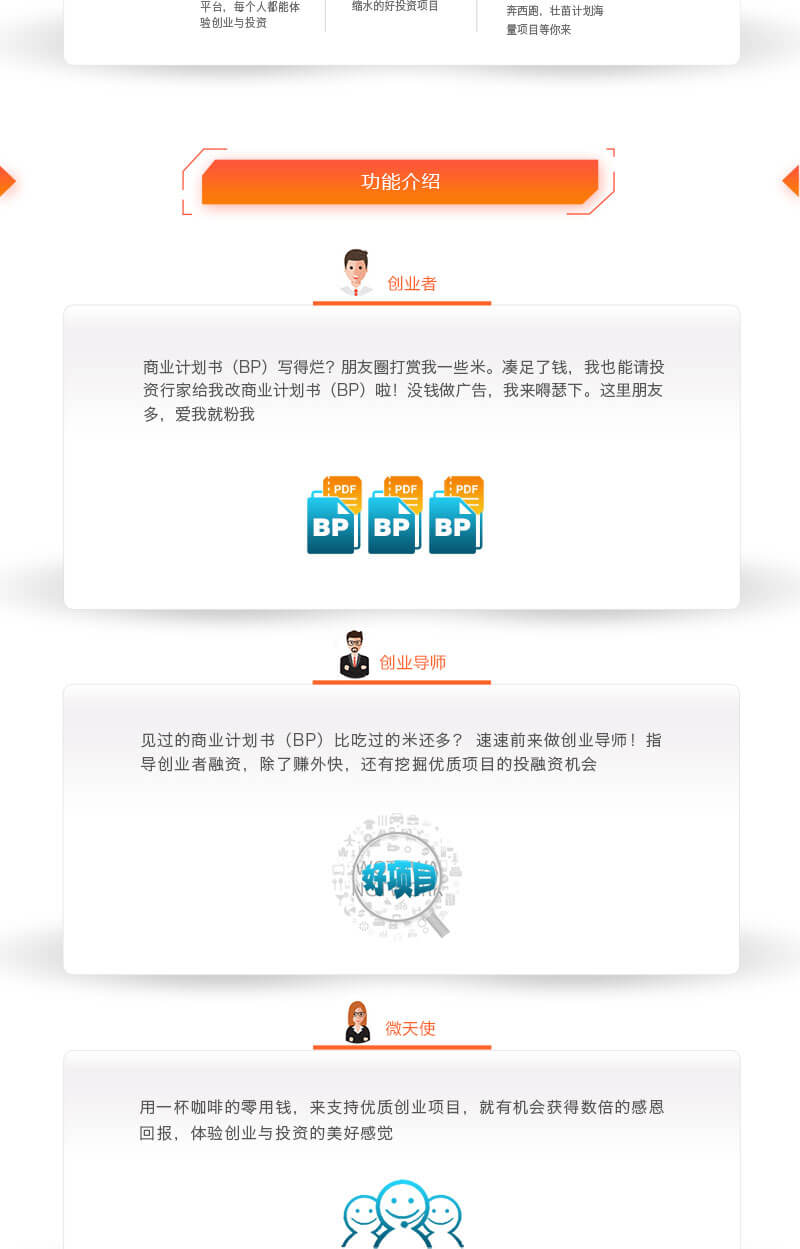 平台，每个人都能体
验创业与投资
缩水的好投资项目
奔西跑，壮苗计划海
量项目等你来
功能介绍
创业者
商业计划书（BP）写得烂？朋友圈打赏我一些米。凑足了钱，我也能请投
资行家给我改商业计划书（BP）啦！没钱做广告，我来嘚瑟下。这里朋友
多，爱我就粉我
PDF
PDF
PDF
BP
BP
BP
创业导师
见过的商业计划书（BP）比吃过的米还多？ 速速前来做创业导师！指
导创业者融资，除了赚外快，还有挖掘优质项目的投融资机会
好项目
微天使
用一杯咖啡的零用钱，来支持优质创业项目，就有机会获得数倍的感恩
回报，体验创业与投资的美好感觉